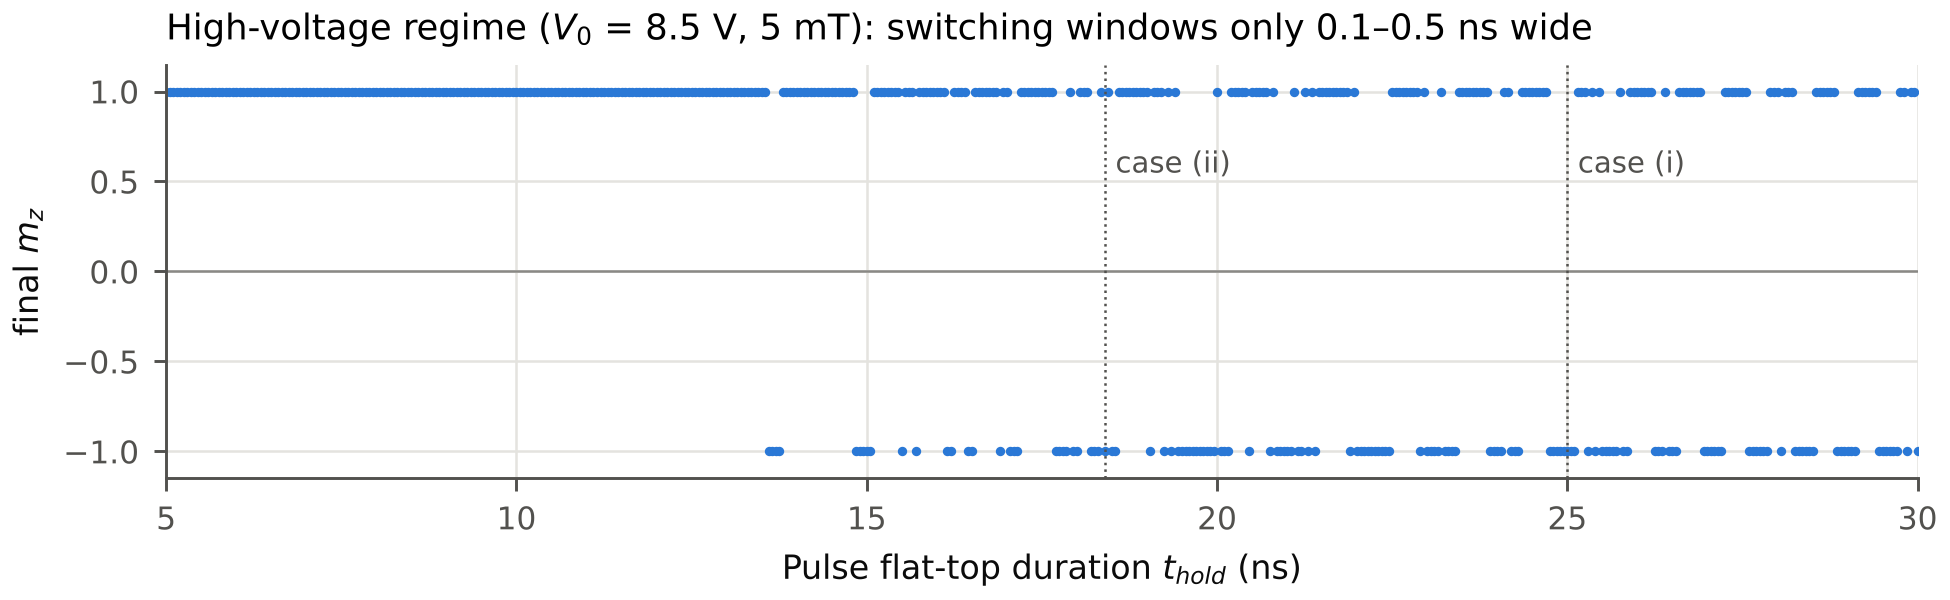 High-voltage regime (V₀ = 8.5 V, 5 mT): switching windows only 0.1–0.5 ns wide
final m_z
1.0
0.5
0.0
−0.5
−1.0
case (ii)
case (i)
5 10 15 20 25 30
Pulse flat-top duration t_hold (ns)